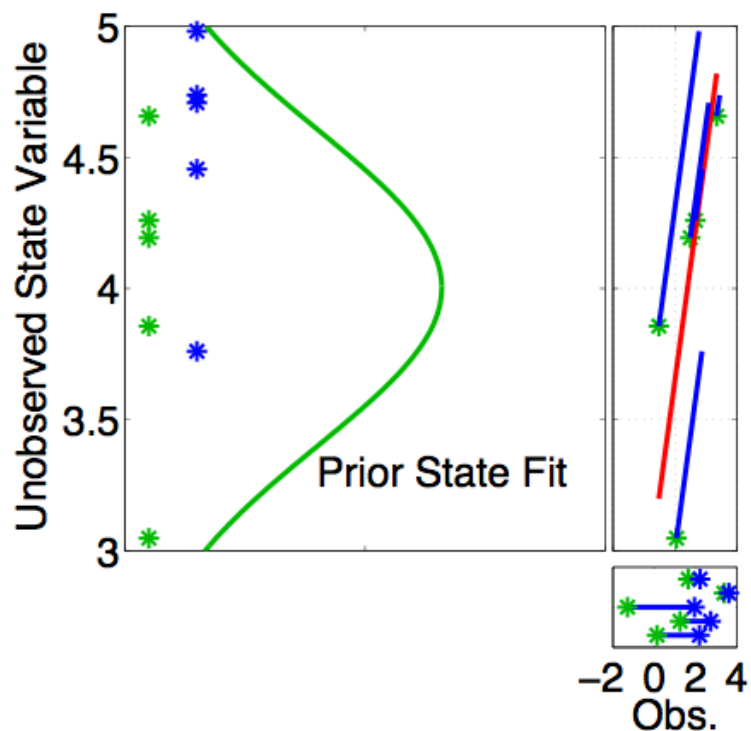 Unobserved State Variable
5
4.5
4
3.5
3
Prior State Fit
−2 0 2 4
Obs.